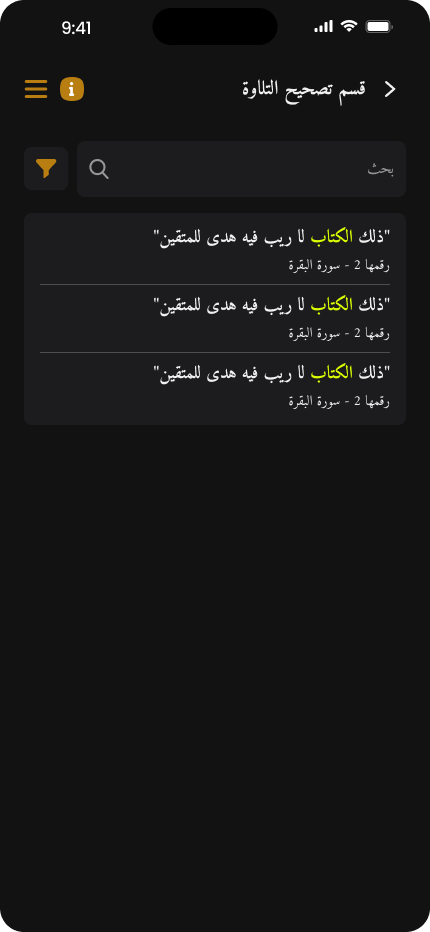 9:41
قسم تصحيح التلاوة
بحث
"ذلك الكتاب لا ريب فيه هدى للمتقين"
رقمها 2 - سورة البقرة
"ذلك الكتاب لا ريب فيه هدى للمتقين"
رقمها 2 - سورة البقرة
"ذلك الكتاب لا ريب فيه هدى للمتقين"
رقمها 2 - سورة البقرة